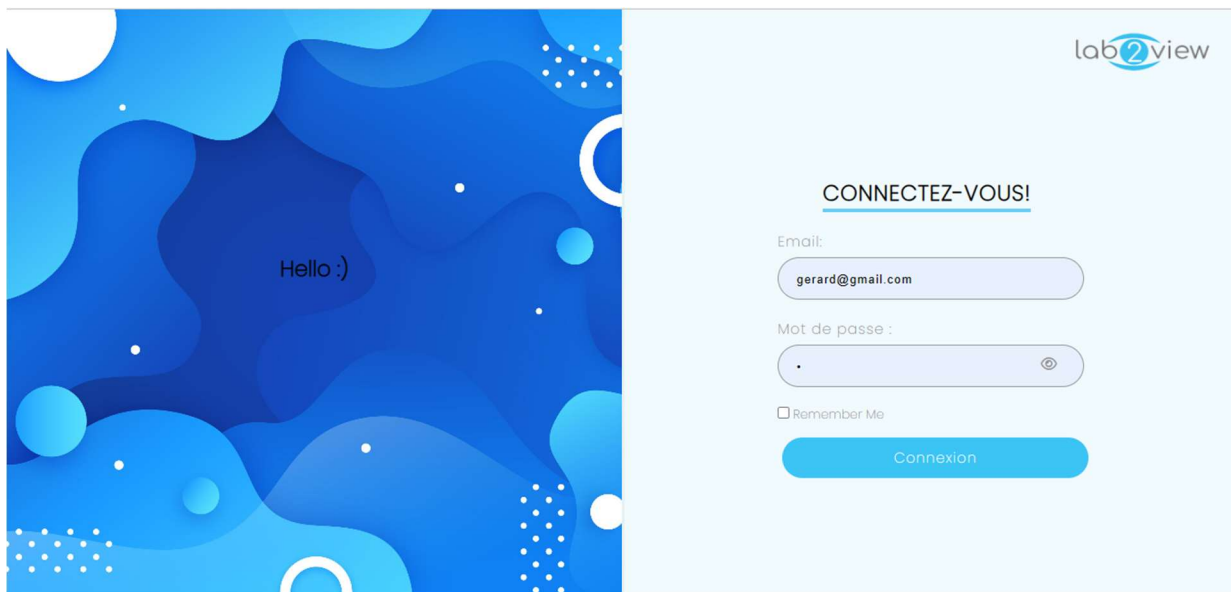 lab2view
Hello :)
CONNECTEZ-VOUS!
Email:
gerard@gmail.com
Mot de passe :
•
Remember Me
Connexion